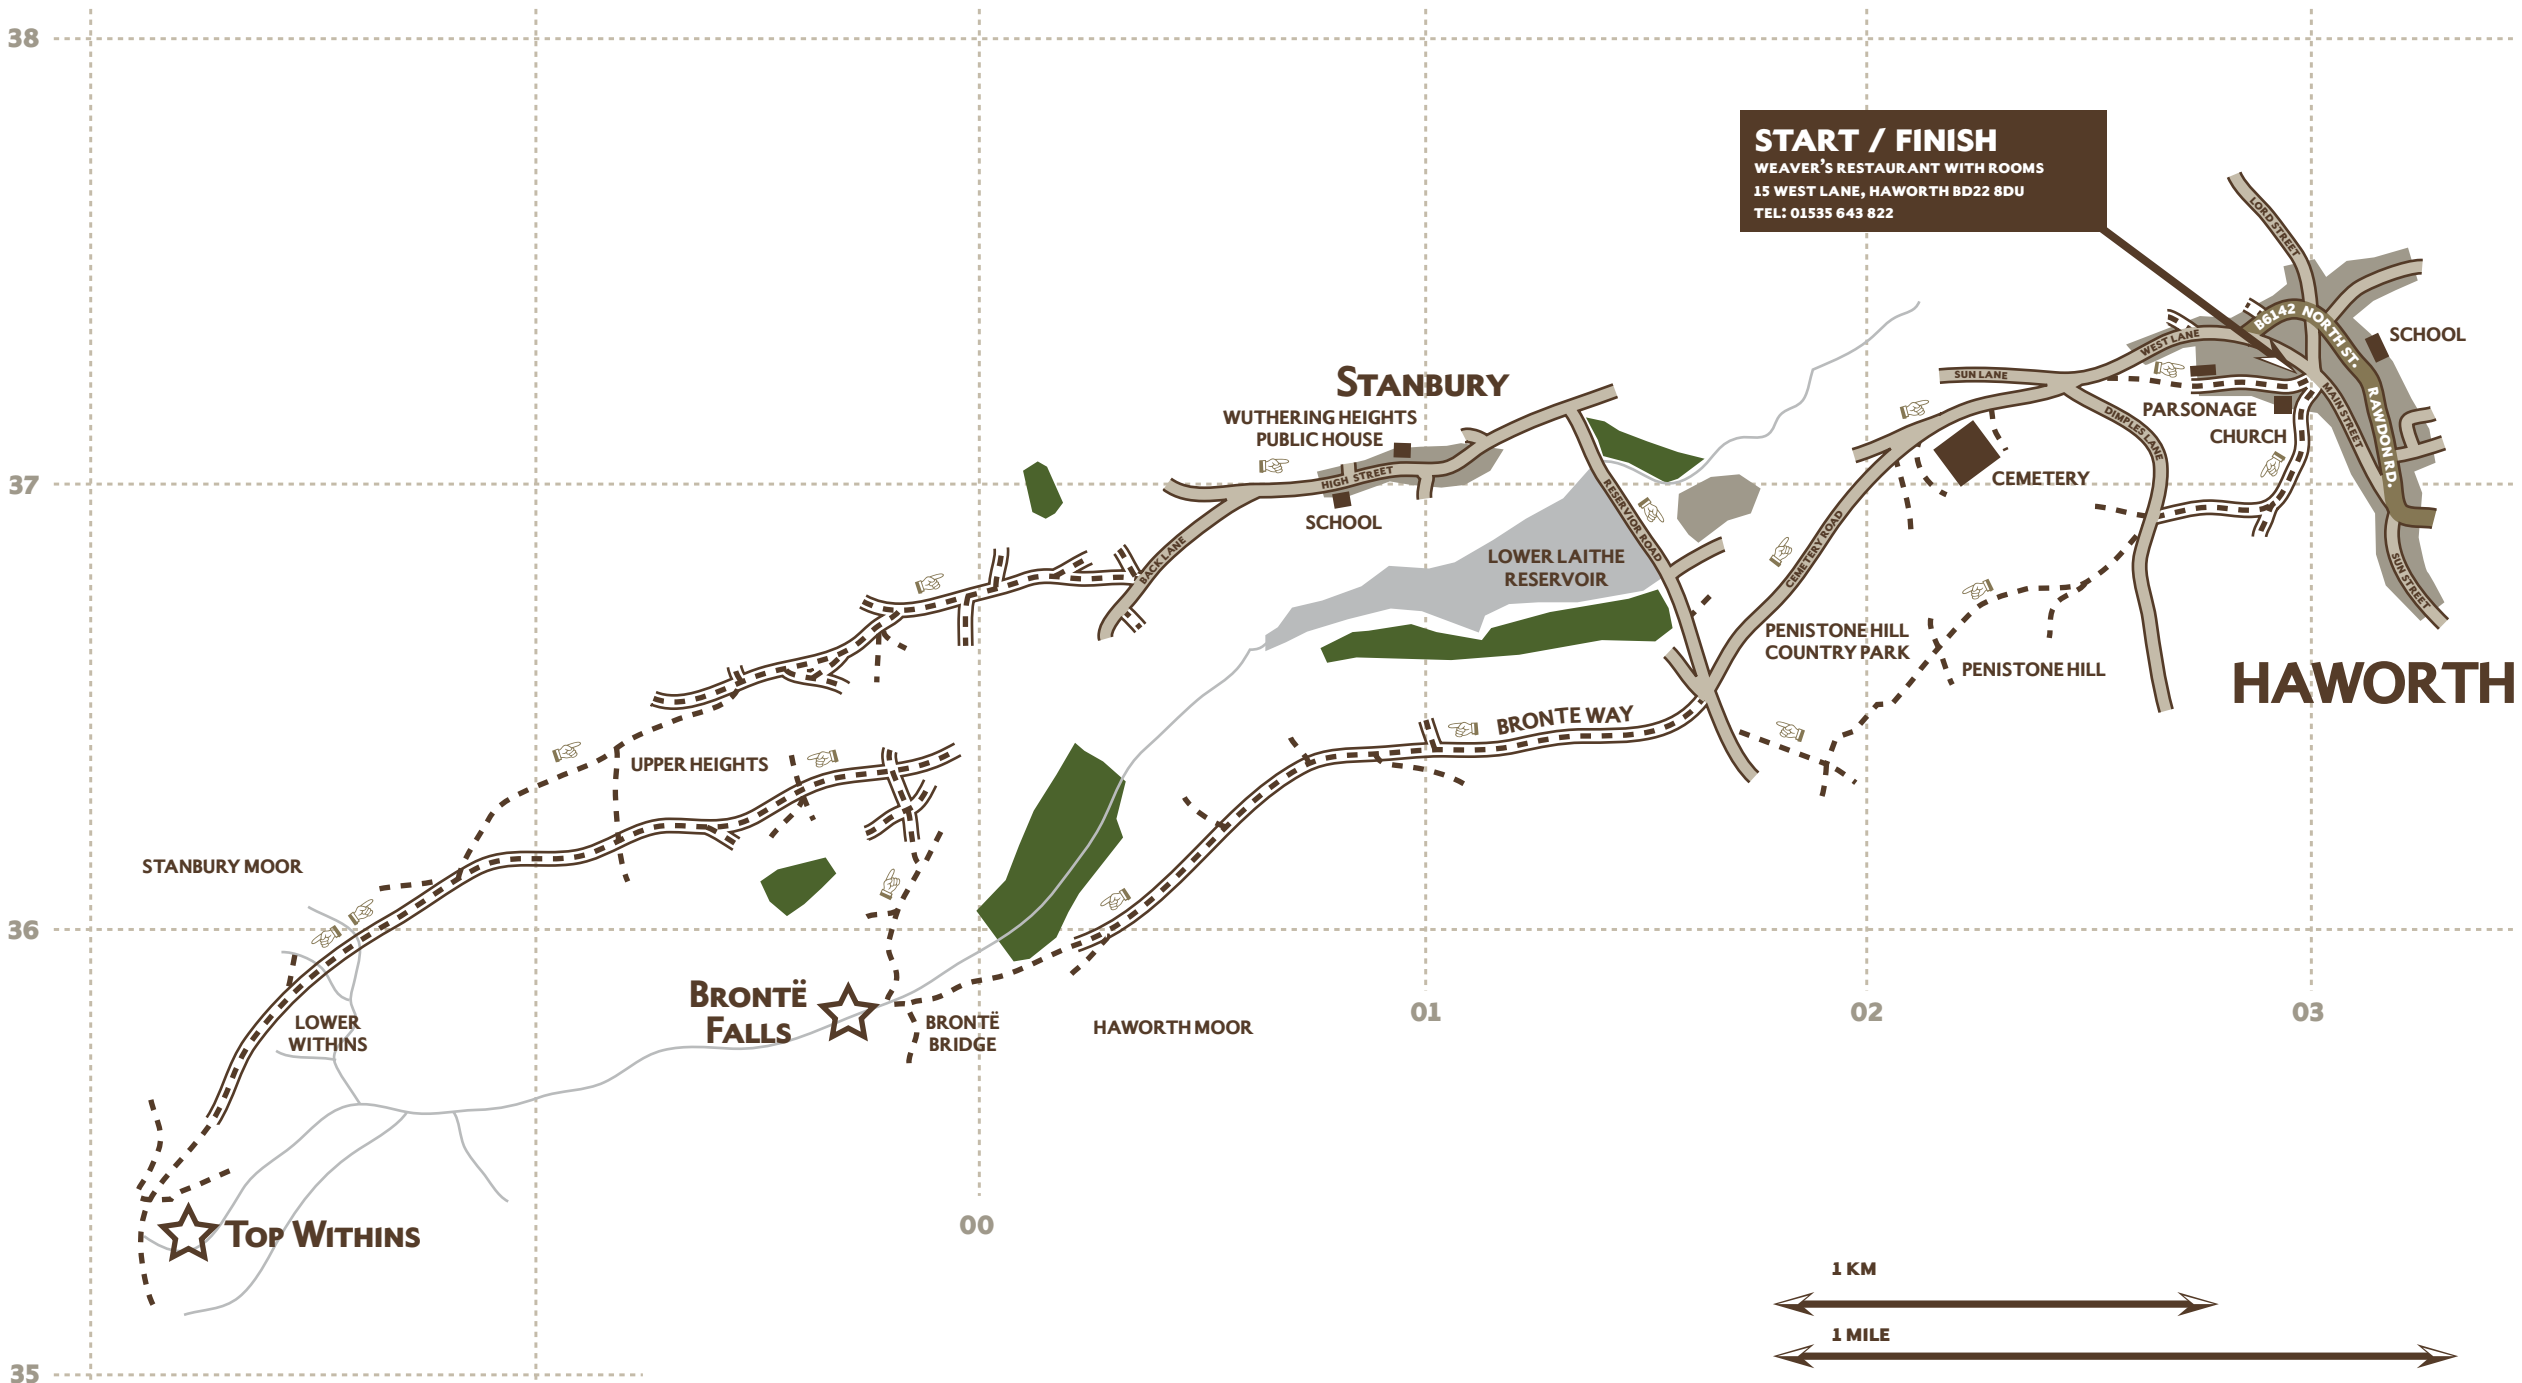 38
START / FINISH
WEAVER'S RESTAURANT WITH ROOMS
15 WEST LANE, HAWORTH BD22 8DU
TEL: 01535 643 822
LORD STREET
B6142 NORTH ST.
SCHOOL
WEST LANE
SUN LANE
STANBURY
WUTHERING HEIGHTS
PUBLIC HOUSE
PARSONAGE
CHURCH
MAIN STREET
RAWDON RD.
DIMPLES LANE
HIGH STREET
37
CEMETERY
SCHOOL
RESERVIOR ROAD
CEMETERY ROAD
BACK LANE
LOWER LAITHE
RESERVOIR
SUN STREET
PENISTONE HILL
COUNTRY PARK
PENISTONE HILL
HAWORTH
BRONTE WAY
UPPER HEIGHTS
STANBURY MOOR
36
BRONTË
FALLS
BRONTË
BRIDGE
HAWORTH MOOR
01
02
03
LOWER
WITHINS
TOP WITHINS
00
1 KM
1 MILE
35